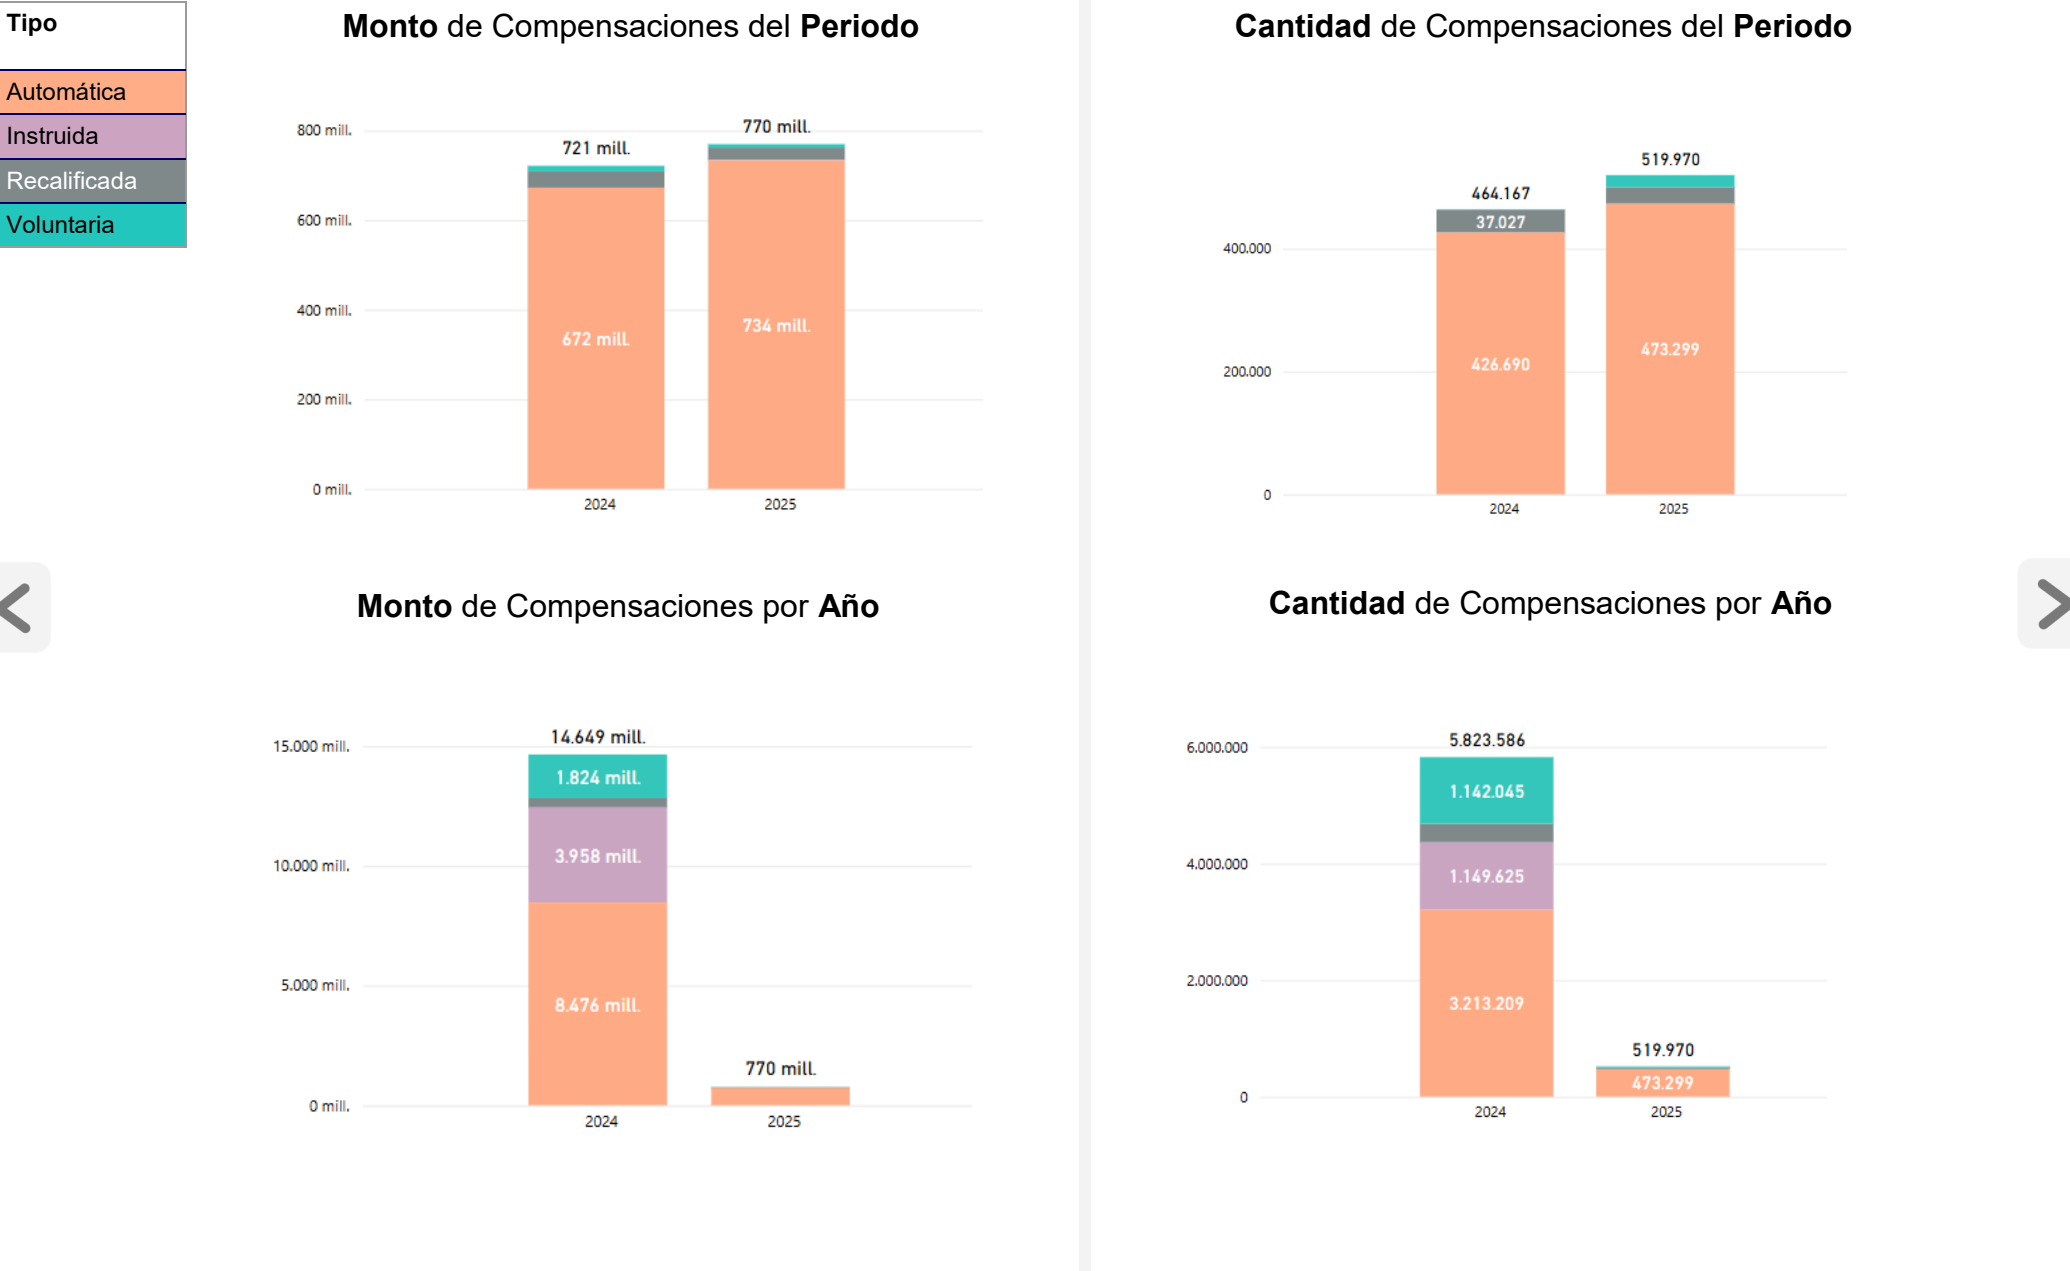 Tipo
Automática
Instruida
Recalificada
Voluntaria
Monto de Compensaciones del Periodo
800 mill.
600 mill.
400 mill.
200 mill.
0 mill.
721 mill.
672 mill.
770 mill.
734 mill.
2024
2025
Cantidad de Compensaciones del Periodo
400.000
200.000
0
464.167
37.027
426.690
519.970
473.299
2024
2025
Monto de Compensaciones por Año
15.000 mill.
10.000 mill.
5.000 mill.
0 mill.
14.649 mill.
1.824 mill.
3.958 mill.
8.476 mill.
770 mill.
2024
2025
Cantidad de Compensaciones por Año
6.000.000
4.000.000
2.000.000
0
5.823.586
1.142.045
1.149.625
3.213.209
519.970
473.299
2024
2025